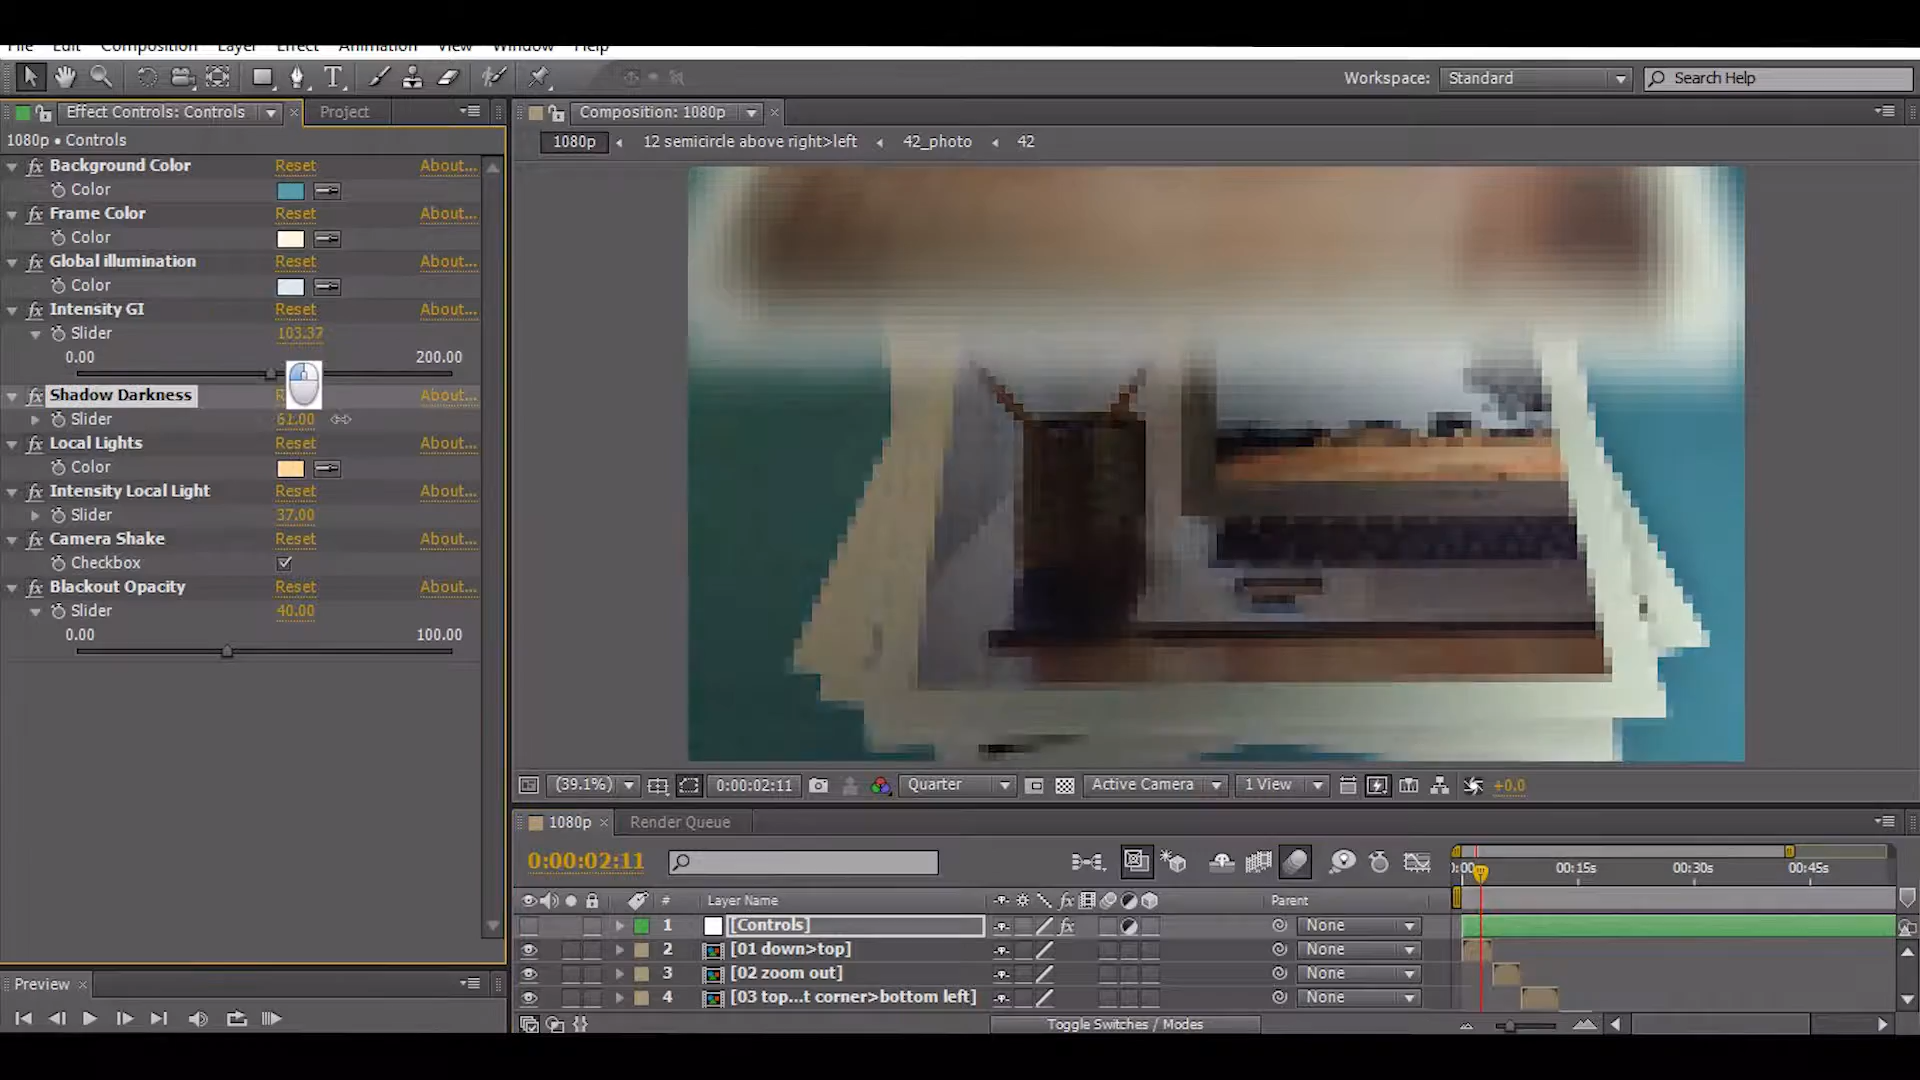 File Edit Composition Layer Effect Animation View Window Help
Workspace: Standard Search Help
Effect Controls: Controls Project
Composition: 1080p
1080p • Controls
1080p 12 semicircle above right>left 42_photo 42
fx Background Color Reset About...
Color
fx Frame Color Reset About...
Color
fx Global illumination Reset About...
Color
fx Intensity GI Reset About...
Slider 103.37
0.00 200.00
fx Shadow Darkness About...
Slider 61.00
fx Local Lights Reset About...
Color
fx Intensity Local Light Reset About...
Slider 37.00
fx Camera Shake Reset About...
Checkbox
fx Blackout Opacity Reset About...
Slider 40.00
0.00 100.00
(39.1%) 0:00:02:11 Quarter Active Camera 1 View +0.0
1080p Render Queue
0:00:02:11
00:15s 00:30s 00:45s
# Layer Name fx Parent
1 [Controls] fx None
2 [01 down>top] None
3 [02 zoom out] None
4 [03 top...t corner>bottom left] None
Preview
Toggle Switches / Modes